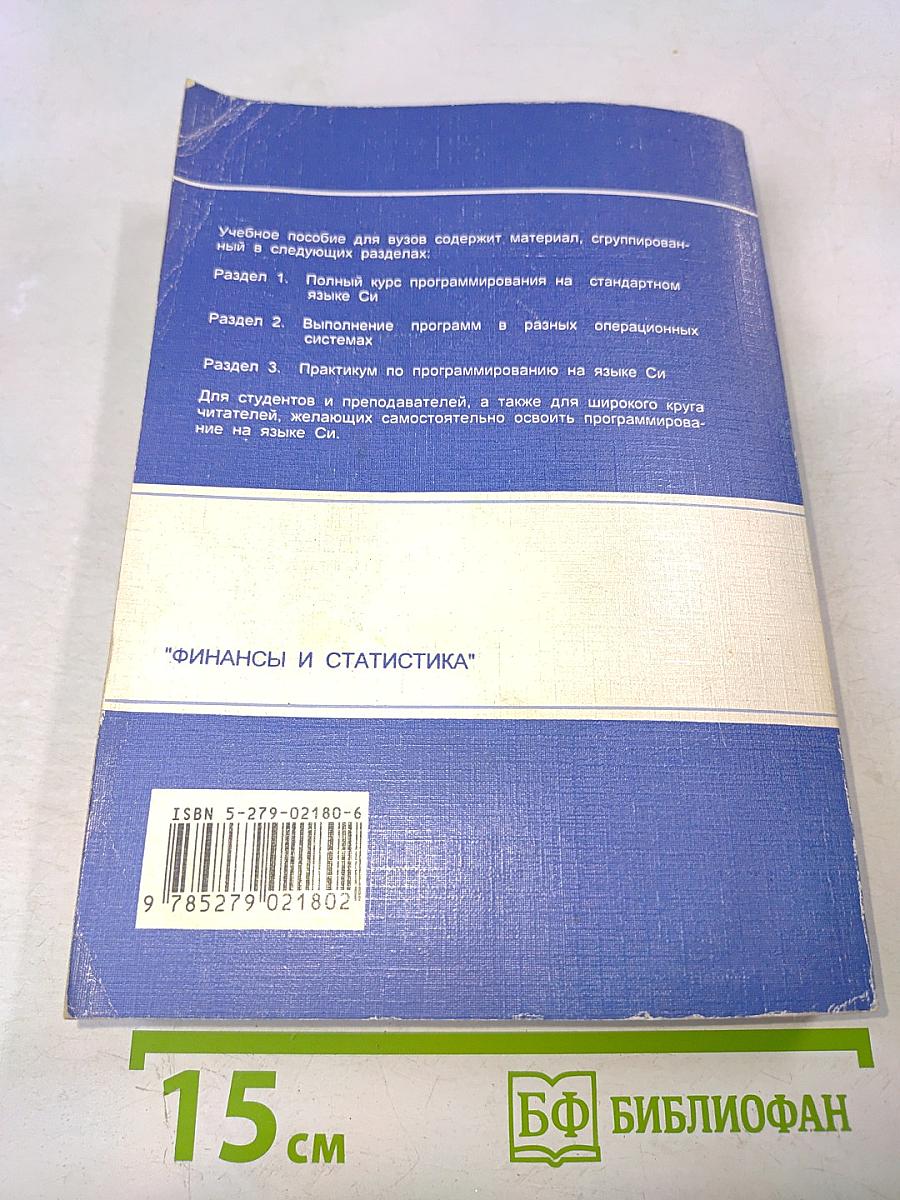 Учебное пособие для вузов содержит материал, сгруппирован-
ный в следующих разделах:
Раздел 1. Полный курс программирования на стандартном
языке Си
Раздел 2. Выполнение программ в разных операционных
системах
Раздел 3. Практикум по программированию на языке Си
Для студентов и преподавателей, а также для широкого круга
читателей, желающих самостоятельно освоить программирова-
ние на языке Си.
"ФИНАНСЫ И СТАТИСТИКА"
ISBN 5-279-02180-6
9 785279 021802
15 см
БФ БИБЛИОФАН